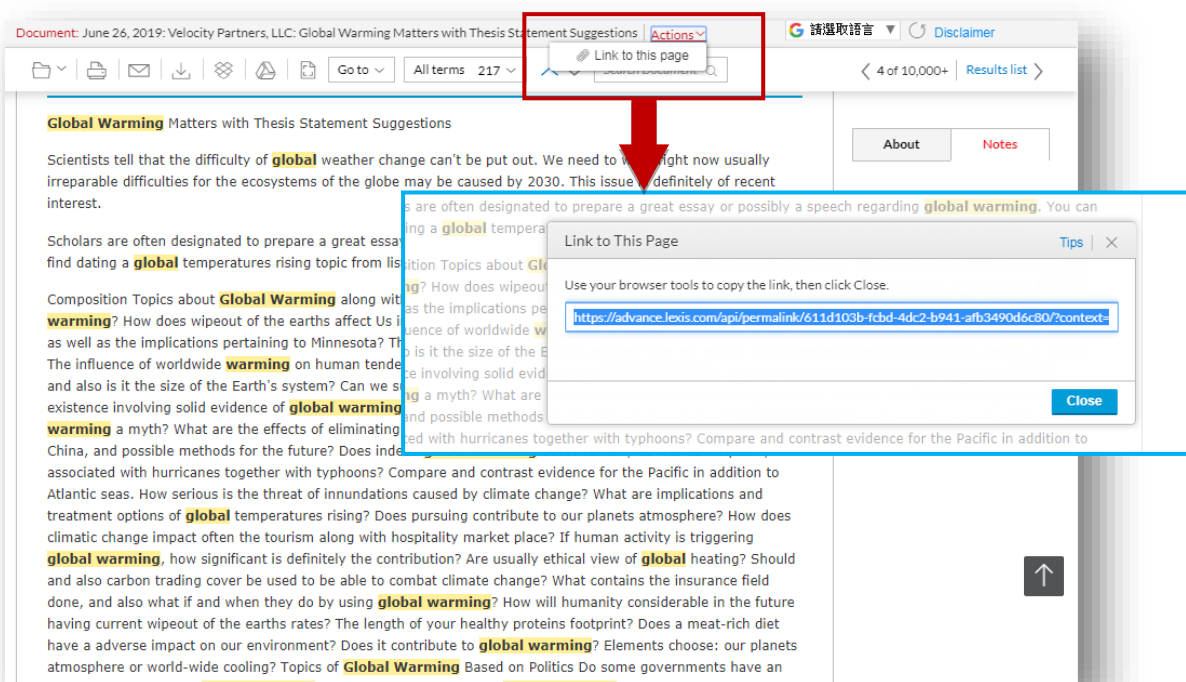 Document: June 26, 2019: Velocity Partners, LLC: Global Warming Matters with Thesis Statement Suggestions | Actions
請選取語言 ▼ Disclaimer
Link to this page
Go to
All terms 217
Search Document
4 of 10,000+ | Results list
Global Warming Matters with Thesis Statement Suggestions
Scientists tell that the difficulty of global weather change can't be put out. We need to right now usually
irreparable difficulties for the ecosystems of the globe may be caused by 2030. This issue definitely of recent
interest.
Scholars are often designated to prepare a great essay
find dating a global temperatures rising topic from lis
Composition Topics about Global Warming along wit
warming? How does wipeout of the earths affect Us i
as well as the implications pertaining to Minnesota? Th
The influence of worldwide warming on human tende
and also is it the size of the Earth's system? Can we su
existence involving solid evidence of global warming
warming a myth? What are the effects of eliminating
China, and possible methods for the future? Does inde
associated with hurricanes together with typhoons? Compare and contrast evidence for the Pacific in addition to
Atlantic seas. How serious is the threat of innundations caused by climate change? What are implications and
treatment options of global temperatures rising? Does pursuing contribute to our planets atmosphere? How does
climatic change impact often the tourism along with hospitality market place? If human activity is triggering
global warming, how significant is definitely the contribution? Are usually ethical view of global heating? Should
and also carbon trading cover be used to be able to combat climate change? What contains the insurance field
done, and also what if and when they do by using global warming? How will humanity considerable in the future
having current wipeout of the earths rates? The length of your healthy proteins footprint? Does a meat-rich diet
have a adverse impact on our environment? Does it contribute to global warming? Elements choose: our planets
atmosphere or world-wide cooling? Topics of Global Warming Based on Politics Do some governments have an
About
Notes
s are often designated to prepare a great essay or possibly a speech regarding global warming. You can
ing a global tempera
ition Topics about Glo
ng? How does wipeou
as the implications pe
uence of worldwide w
o is it the size of the E
ce involving solid evid
ng a myth? What are
and possible methods
ted with hurricanes together with typhoons? Compare and contrast evidence for the Pacific in addition to
Link to This Page
Tips
Use your browser tools to copy the link, then click Close.
https://advance.lexis.com/api/permalink/611d103b-fcbd-4dc2-b941-afb3490d6c80/?context=
Close